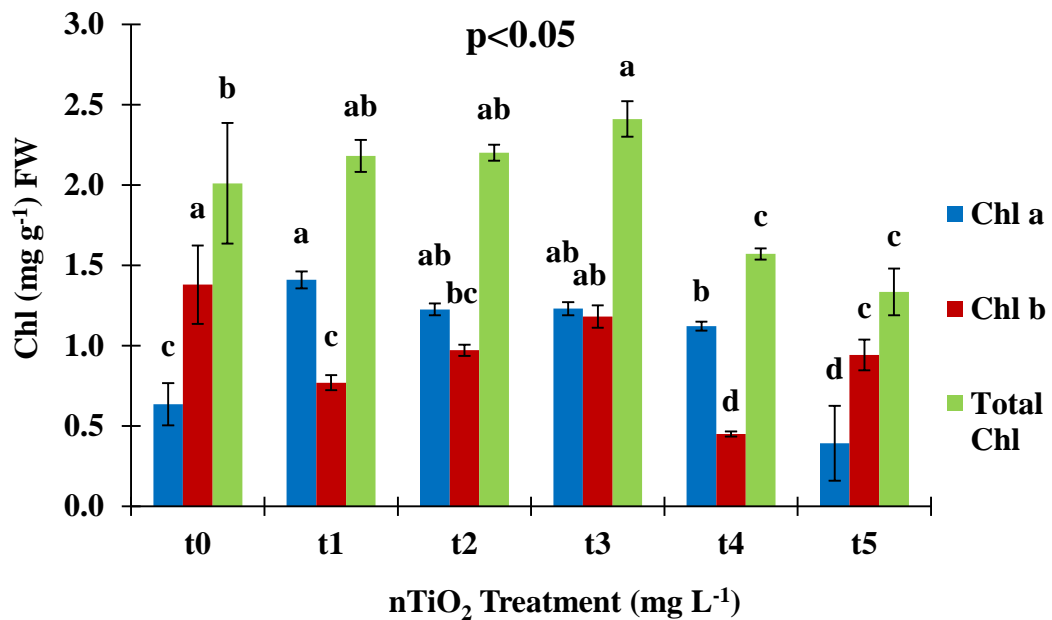 p<0.05
Chl (mg g⁻¹) FW
3.0
2.5
2.0
1.5
1.0
0.5
0.0
c
a
b
a
c
ab
ab
bc
ab
ab
ab
a
b
d
c
d
c
c
t0
t1
t2
t3
t4
t5
nTiO₂ Treatment (mg L⁻¹)
Chl a
Chl b
Total
Chl